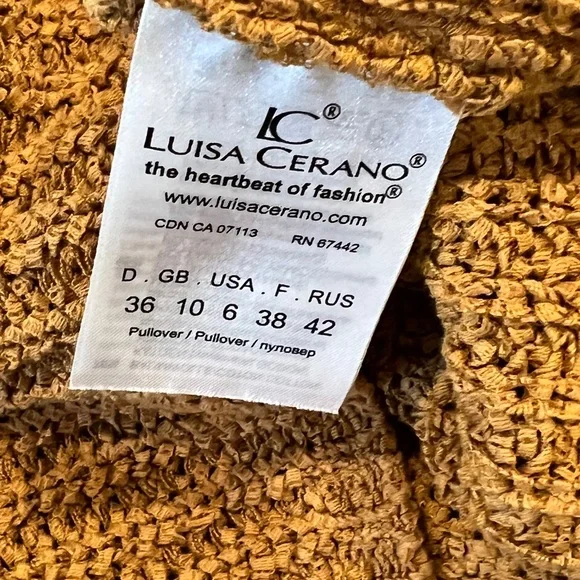 LC®
LUISA CERANO®
the heartbeat of fashion®
www.luisacerano.com
CDN CA 07113 RN 67442
D . GB . USA . F . RUS
36 10 6 38 42
Pullover / Pullover / пуловер